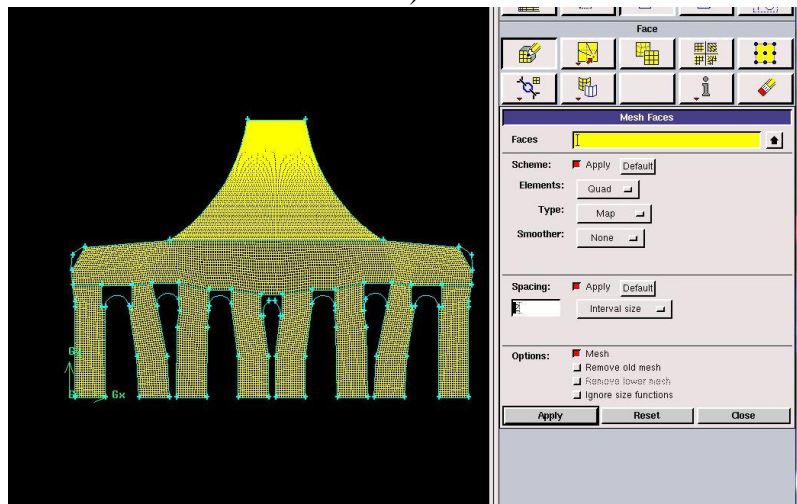 Face
Mesh Faces
Faces
Scheme: Apply Default
Elements: Quad
Type: Map
Smoother: None
Spacing: Apply Default
Interval size
Options: Mesh
Remove old mesh
Remove lower mesh
Ignore size functions
Apply Reset Close
Gx